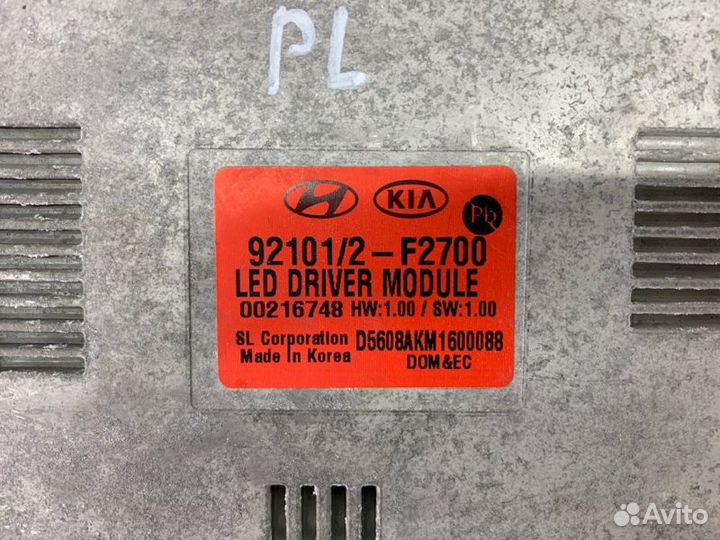 PL
KIA
Pb
92101/2-F2700
LED DRIVER MODULE
00216748 HW:1.00 / SW:1.00
SL Corporation D5608AKM1600088
Made In Korea DOM&EC
Avito